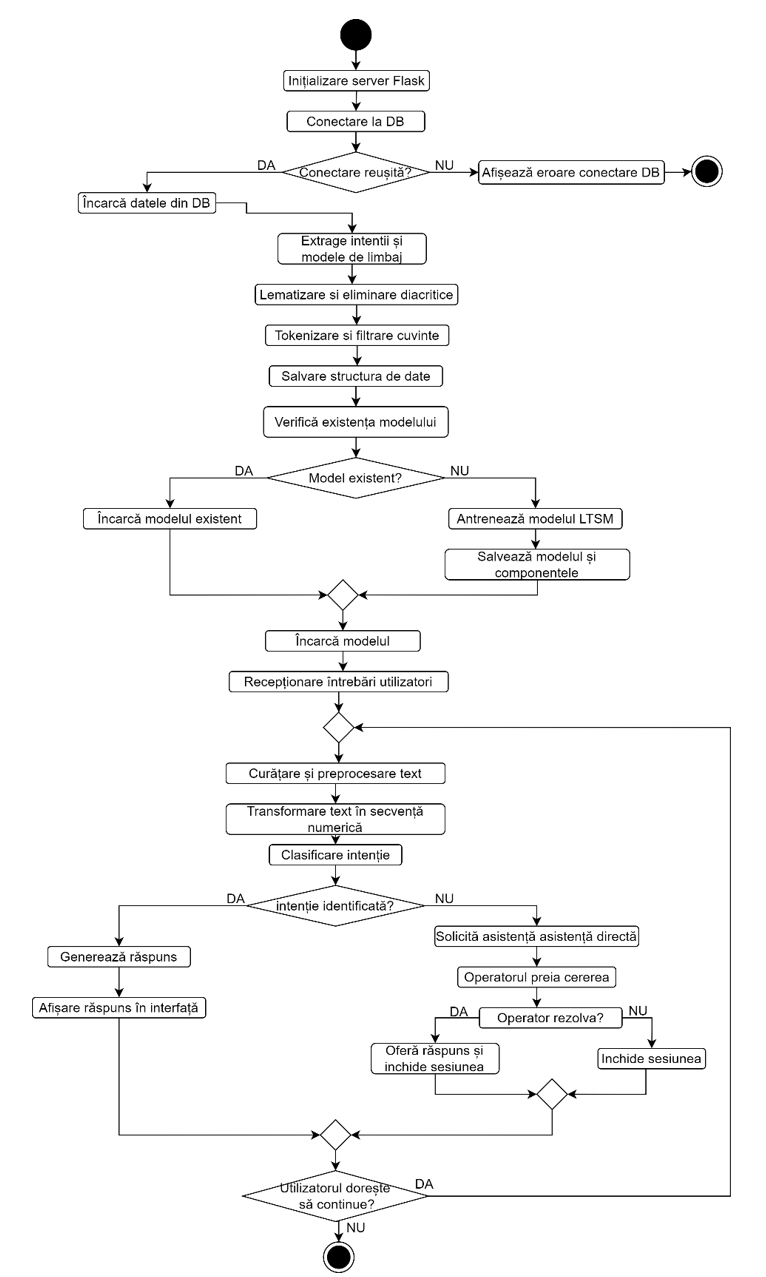 Inițializare server Flask
Conectare la DB
DA
Conectare reușită?
NU
Afișează eroare conectare DB
Încarcă datele din DB
Extrage intentii și
modele de limbaj
Lematizare si eliminare diacritice
Tokenizare si filtrare cuvinte
Salvare structura de date
Verifică existența modelului
DA
Model existent?
NU
Încarcă modelul existent
Antrenează modelul LTSM
Salvează modelul și
componentele
Încarcă modelul
Recepționare întrebări utilizatori
Curățare și preprocesare text
Transformare text în secvență
numerică
Clasificare intenție
DA
intenție identificată?
NU
Solicită asistență asistență directă
Generează răspuns
Operatorul preia cererea
Afișare răspuns în interfață
DA
Operator rezolva?
NU
Oferă răspuns și
inchide sesiunea
Inchide sesiunea
Utilizatorul dorește
să continue?
DA
NU